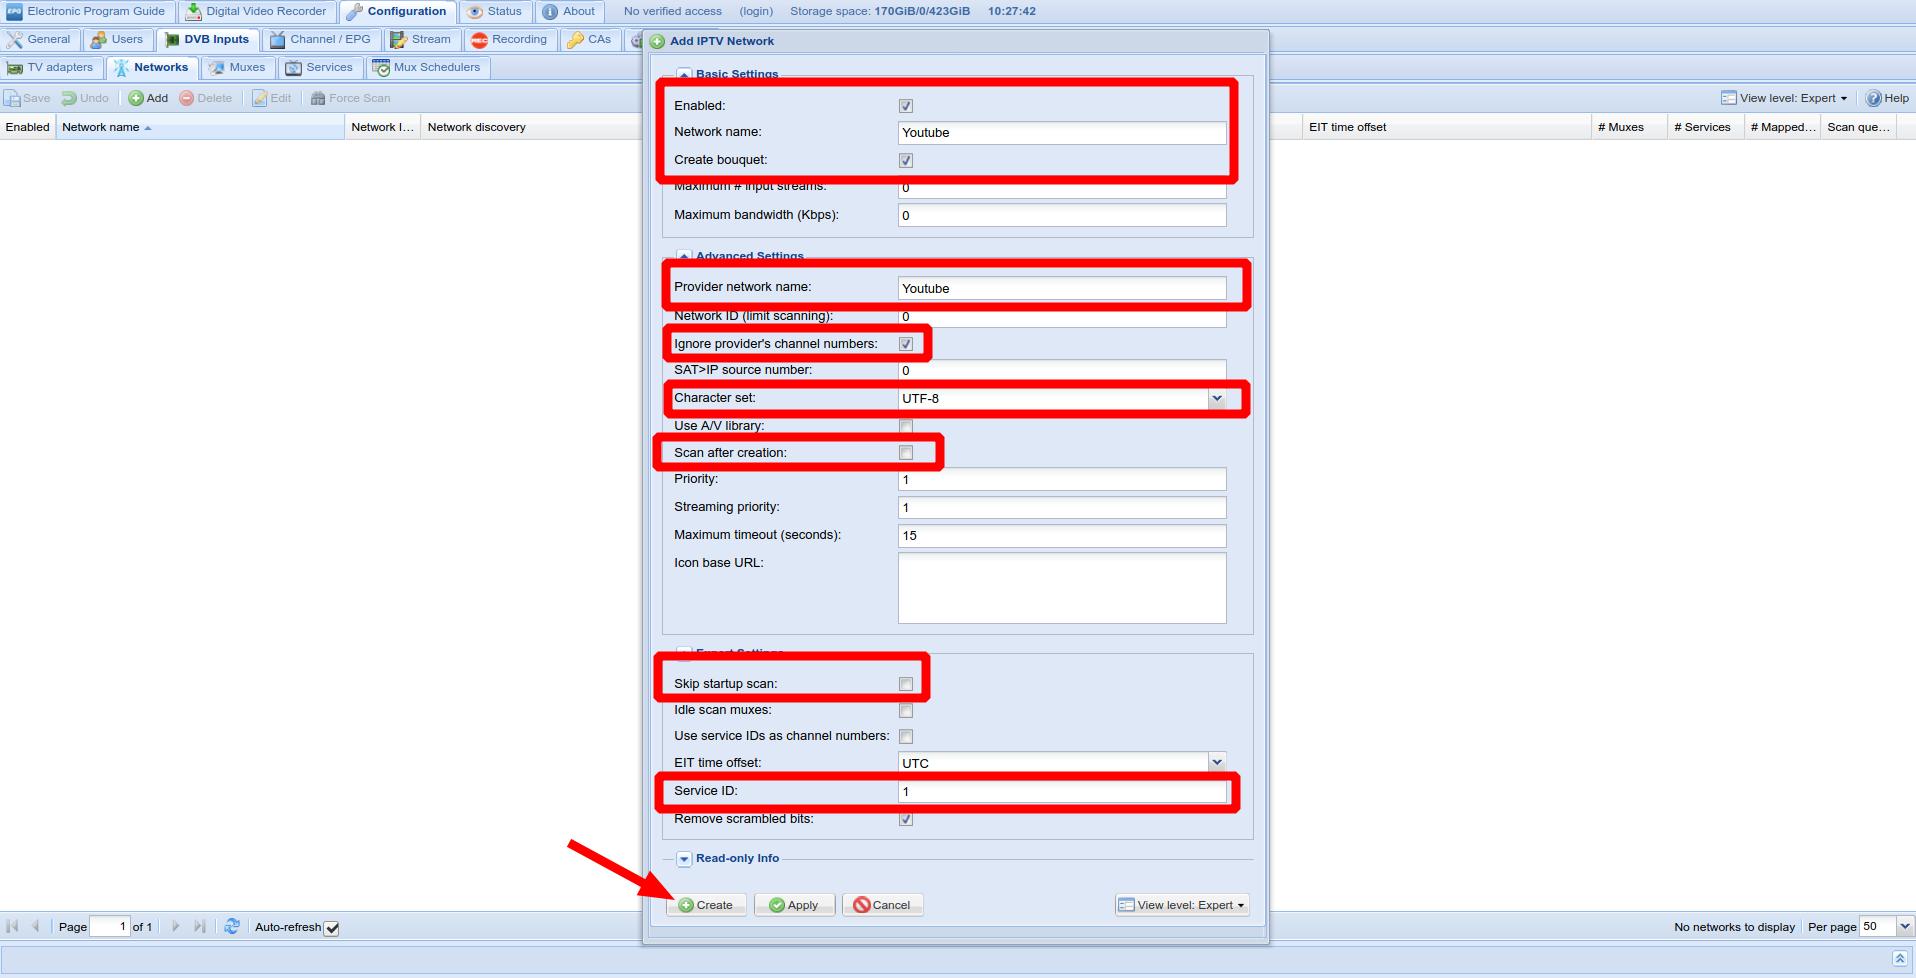 Electronic Program Guide Digital Video Recorder Configuration Status About No verified access (login) Storage space: 170GiB/0/423GiB 10:27:42
General Users DVB Inputs Channel / EPG Stream REC Recording CAs
TV adapters Networks Muxes Services Mux Schedulers
Save Undo Add Delete Edit Force Scan View level: Expert Help
Enabled Network name Network I... Network discovery EIT time offset # Muxes # Services # Mapped... Scan que...
Add IPTV Network
Basic Settings
Enabled:
Network name: Youtube
Create bouquet:
Maximum # input streams: 0
Maximum bandwidth (Kbps): 0
Advanced Settings
Provider network name: Youtube
Network ID (limit scanning): 0
Ignore provider's channel numbers:
SAT>IP source number: 0
Character set: UTF-8
Use A/V library:
Scan after creation:
Priority: 1
Streaming priority: 1
Maximum timeout (seconds): 15
Icon base URL:
Expert Settings
Skip startup scan:
Idle scan muxes:
Use service IDs as channel numbers:
EIT time offset: UTC
Service ID: 1
Remove scrambled bits:
Read-only Info
Create Apply Cancel View level: Expert
Page 1 of 1 Auto-refresh No networks to display Per page 50